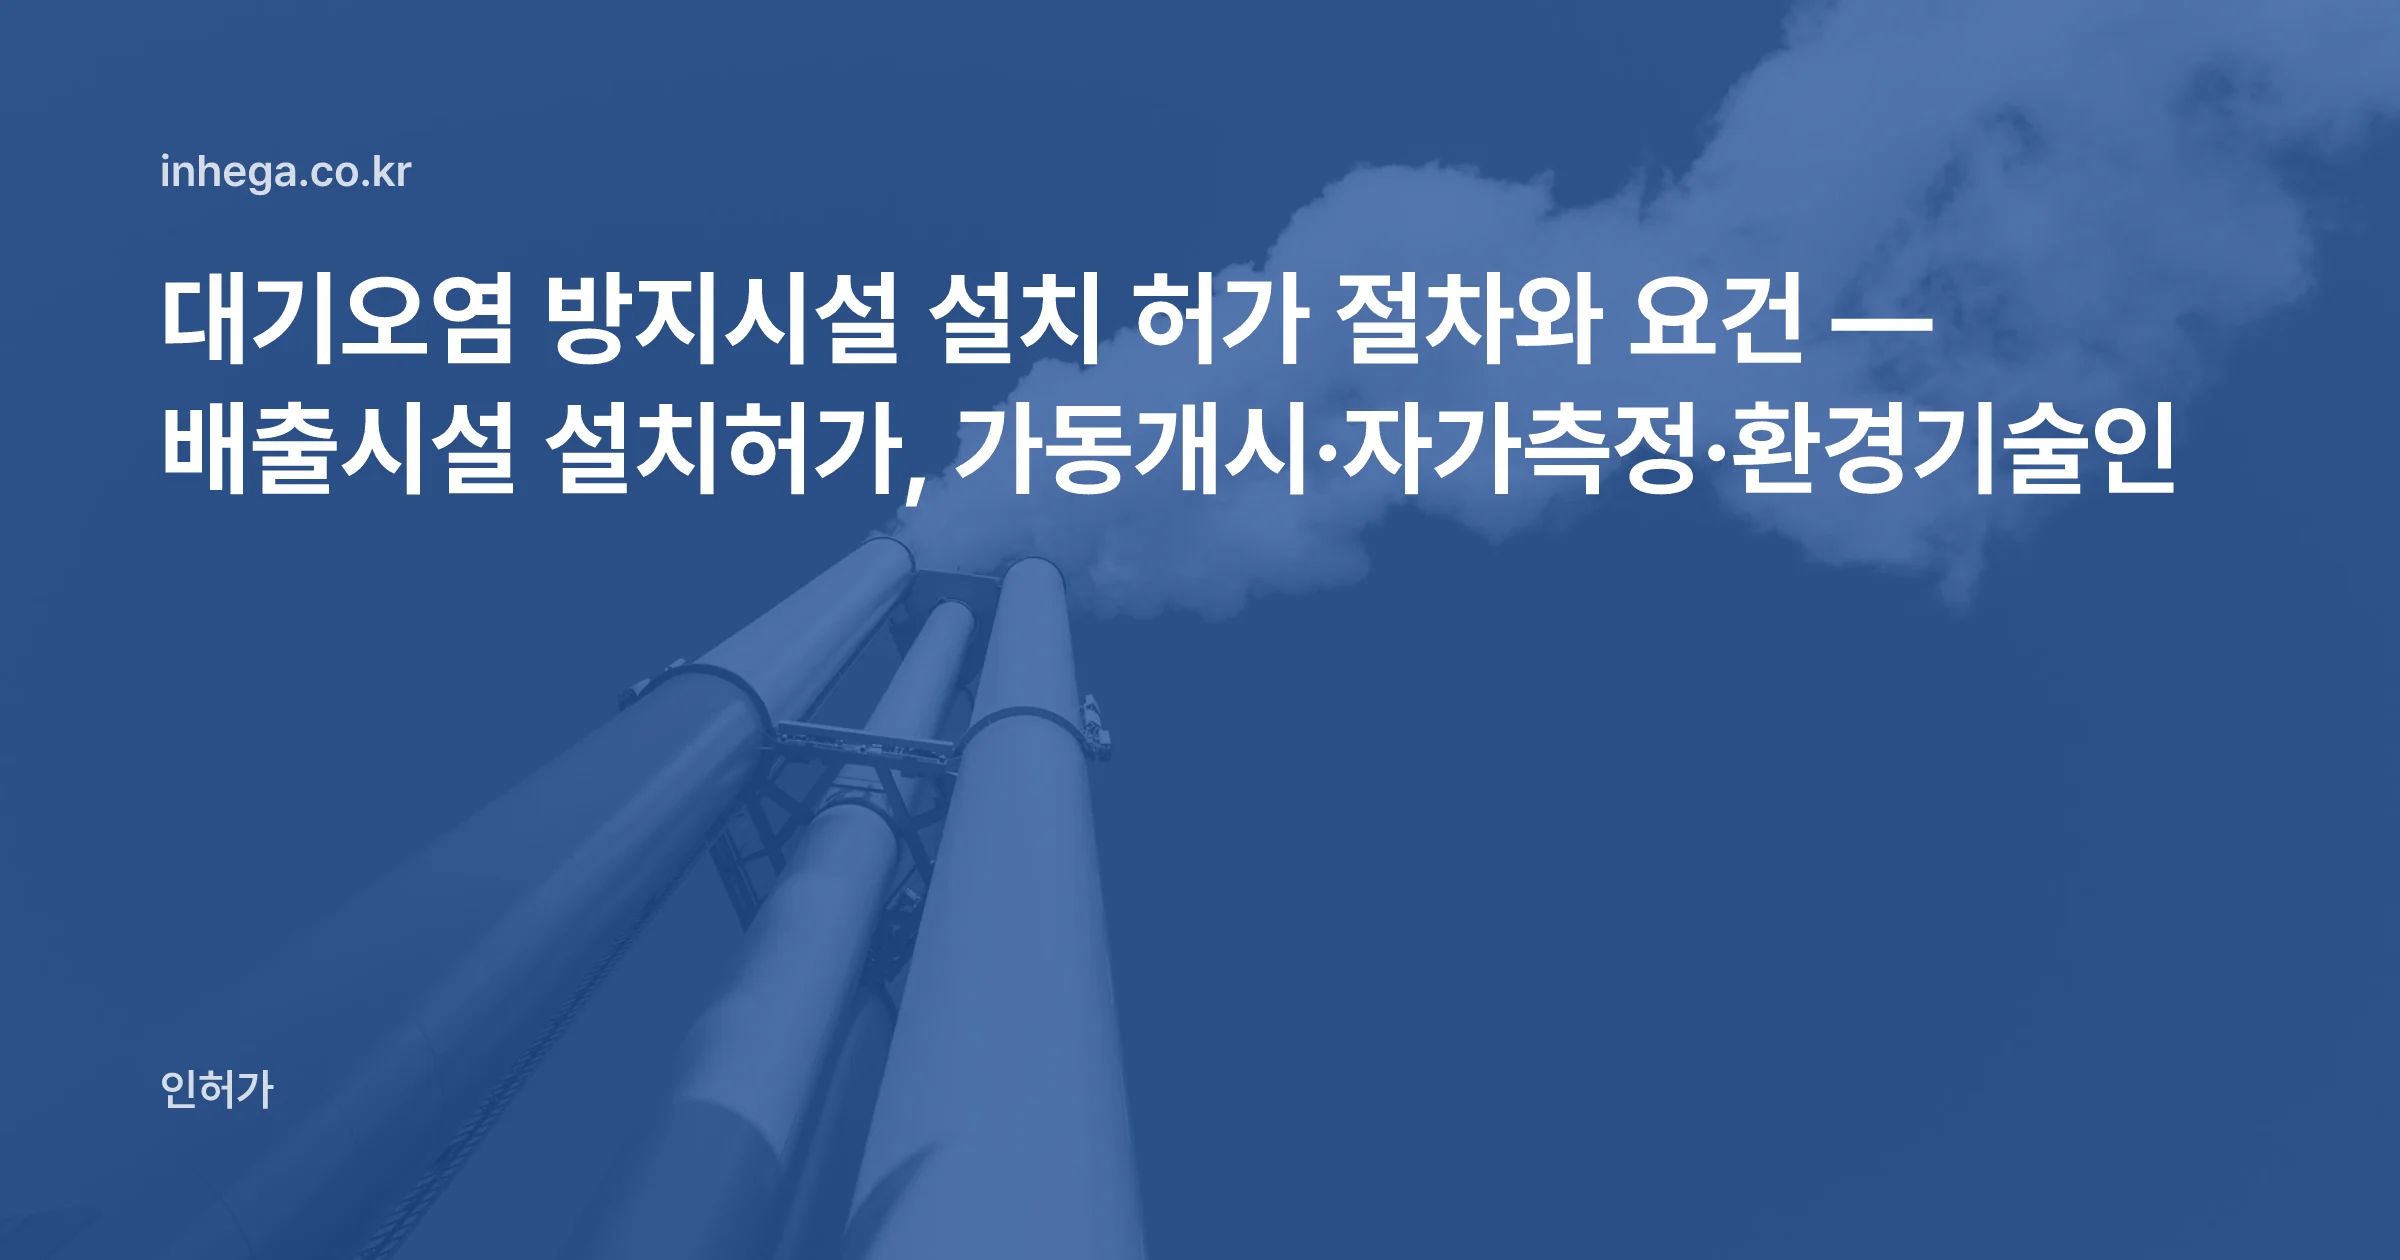 inhega.co.kr
대기오염 방지시설 설치 허가 절차와 요건 —
배출시설 설치허가, 가동개시·자가측정·환경기술인
인허가